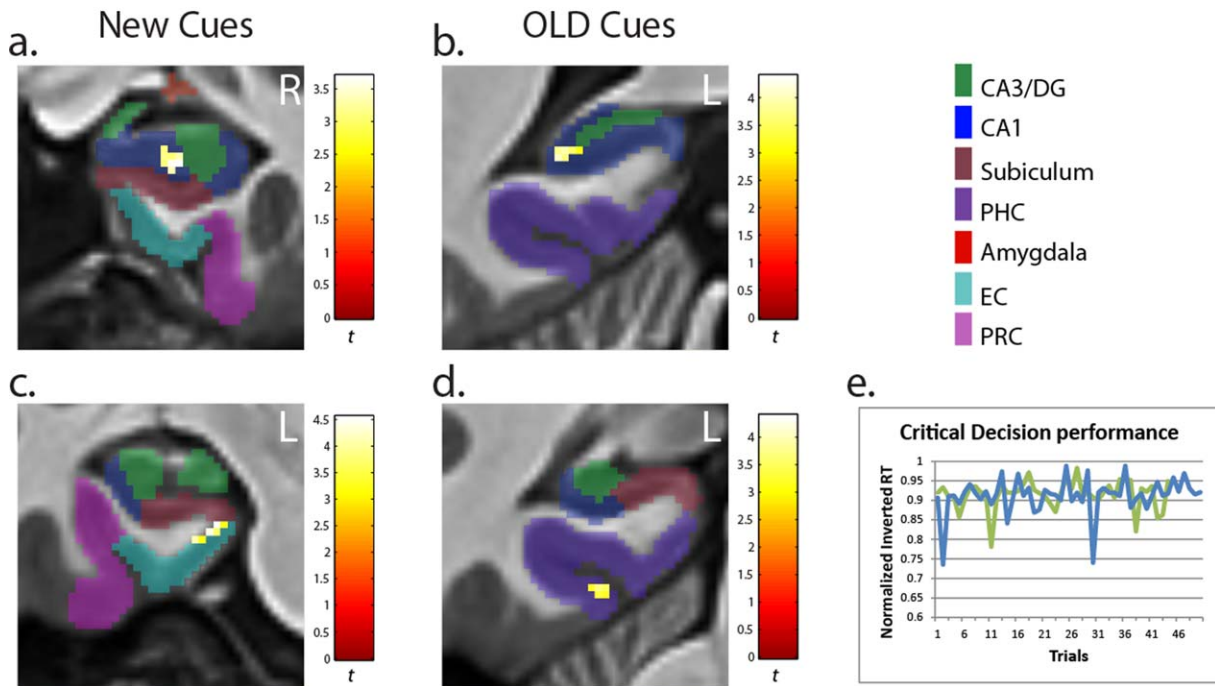 New Cues
OLD Cues
a.
R
3.5
3
2.5
2
1.5
1
0.5
0
t
b.
L
4
3.5
3
2.5
2
1.5
1
0.5
0
t
CA3/DG
CA1
Subiculum
PHC
Amygdala
EC
PRC
c.
L
4.5
4
3.5
3
2.5
2
1.5
1
0.5
0
t
d.
L
4
3.5
3
2.5
2
1.5
1
0.5
0
t
e.
Critical Decision performance
Normalized Inverted RT
1
0.95
0.9
0.85
0.8
0.75
0.7
0.65
0.6
1 6 11 16 21 26 31 36 41 46
Trials